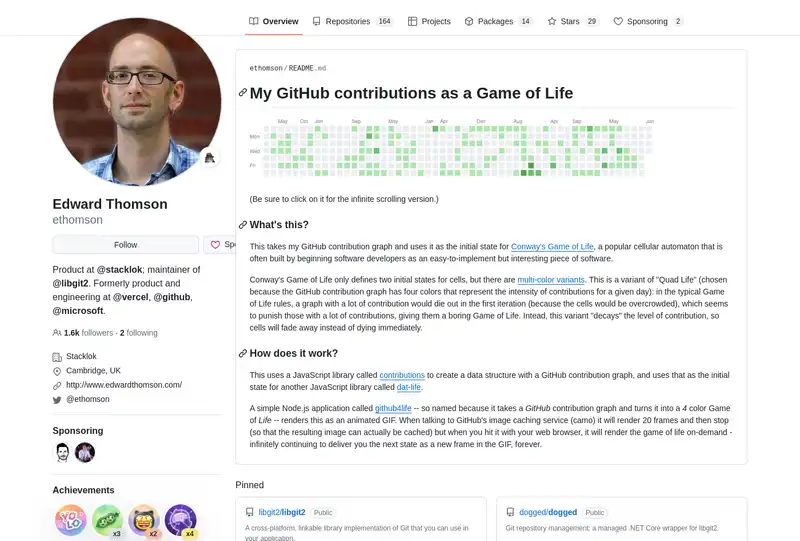 Overview
Repositories 164
Projects
Packages 14
Stars 29
Sponsoring 2
Edward Thomson
ethomson
Follow
Product at @stacklok; maintainer of
@libgit2. Formerly product and
engineering at @vercel, @github,
@microsoft.
1.6k followers · 2 following
Stacklok
Cambridge, UK
http://www.edwardthomson.com/
@ethomson
Sponsoring
Achievements
x3
x2
x4
ethomson/README.md
My GitHub contributions as a Game of Life
May Oct Jan Sep May Jan Apr Dec Aug Apr Sep May Jan
Mon
Wed
Fri
(Be sure to click on it for the infinite scrolling version.)
What's this?
This takes my GitHub contribution graph and uses it as the initial state for Conway's Game of Life, a popular cellular automaton that is
often built by beginning software developers as an easy-to-implement but interesting piece of software.
Conway's Game of Life only defines two initial states for cells, but there are multi-color variants. This is a variant of "Quad Life" (chosen
because the GitHub contribution graph has four colors that represent the intensity of contributions for a given day): in the typical Game
of Life rules, a graph with a lot of contribution would die out in the first iteration (because the cells would be overcrowded), which seems
to punish those with a lot of contributions, giving them a boring Game of Life. Intead, this variant "decays" the level of contribution, so
cells will fade away instead of dying immediately.
How does it work?
This uses a JavaScript library called contributions to create a data structure with a GitHub contribution graph, and uses that as the initial
state for another JavaScript library called dat-life.
A simple Node.js application called github4life -- so named because it takes a GitHub contribution graph and turns it into a 4 color Game
of Life -- renders this as an animated GIF. When talking to GitHub's image caching service (camo) it will render 20 frames and then stop
(so that the resulting image can actually be cached) but when you hit it with your web browser, it will render the game of life on-demand -
infinitely continuing to deliver you the next state as a new frame in the GIF, forever.
Pinned
libgit2/libgit2 Public
A cross-platform, linkable library implementation of Git that you can use in
your application.
dogged/dogged Public
Git repository management: a managed .NET Core wrapper for libgit2.